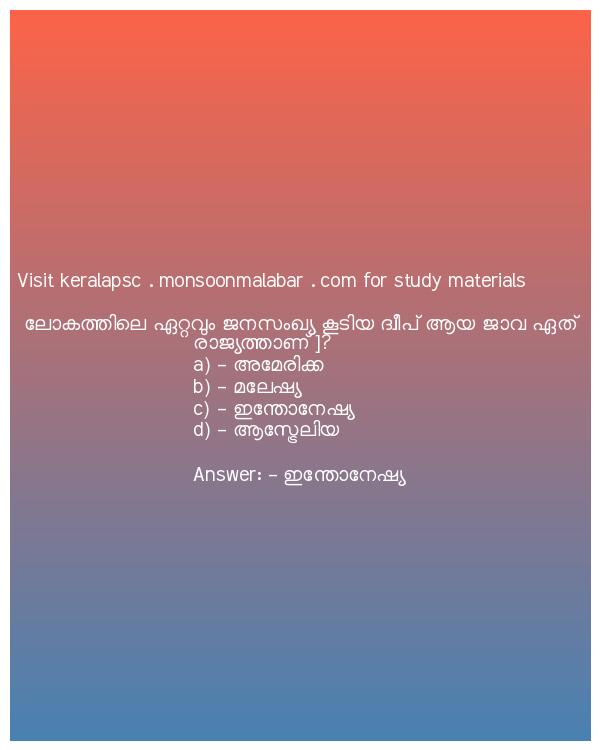 Visit keralapsc . monsoonmalabar . com for study materials
ലോകത്തിലെ ഏറ്റവും ജനസംഖ്യ കൂടിയ ദ്വീപ് ആയ ജാവ ഏത്
രാജ്യത്താണ് ]?
a) - അമേരിക്ക
b) - മലേഷ്യ
c) - ഇന്തോനേഷ്യ
d) - ആസ്ട്രേലിയ
Answer: - ഇന്തോനേഷ്യ